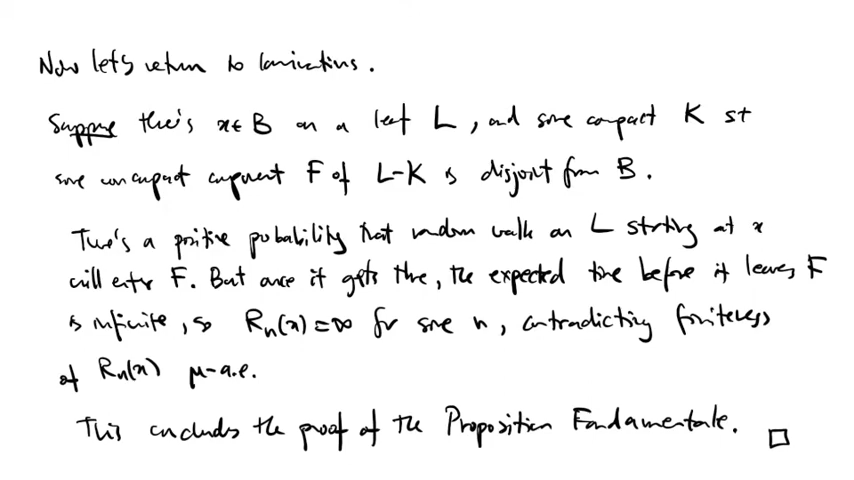 Now let's return to laminations.
Suppose there's x∈B on a leaf L, and some compact K st
some noncompact component F of L-K is disjoint from B.
There's a positive probability that random walk on L starting at x
will enter F. But once it gets there, the expected time before it leaves F
is infinite, so Rₙ(x)=∞ for some n, contradicting finiteness
of Rₙ(x) μ-a.e.
This concludes the proof of the Proposition Fondamentale. □